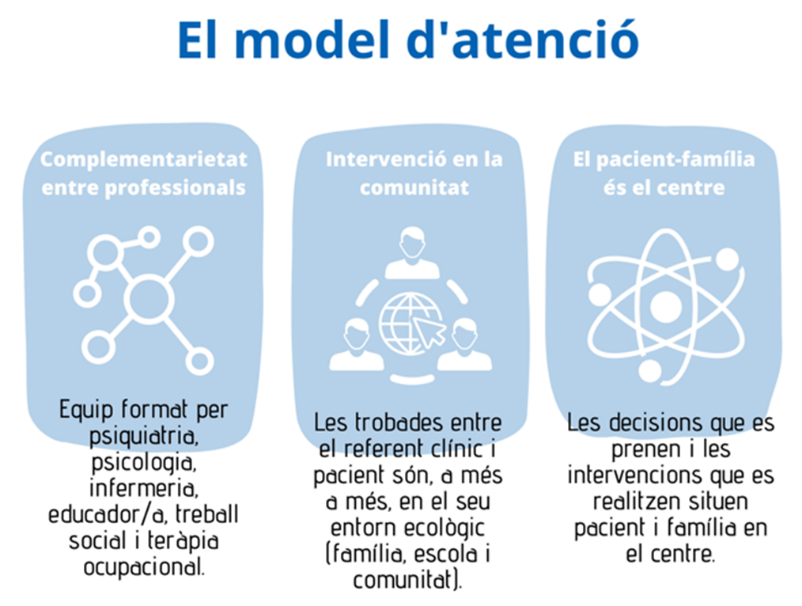 El model d'atenció
Complementarietat
entre professionals
Equip format per
psiquiatria,
psicologia,
infermeria,
educador/a, treball
social i teràpia
ocupacional.
Intervenció en la
comunitat
Les trobades entre
el referent clínic i
pacient són, a més
a més, en el seu
entorn ecològic
(família, escola i
comunitat).
El pacient-família
és el centre
Les decisions que es
prenen i les
intervencions que es
realitzen situen
pacient i família en
el centre.